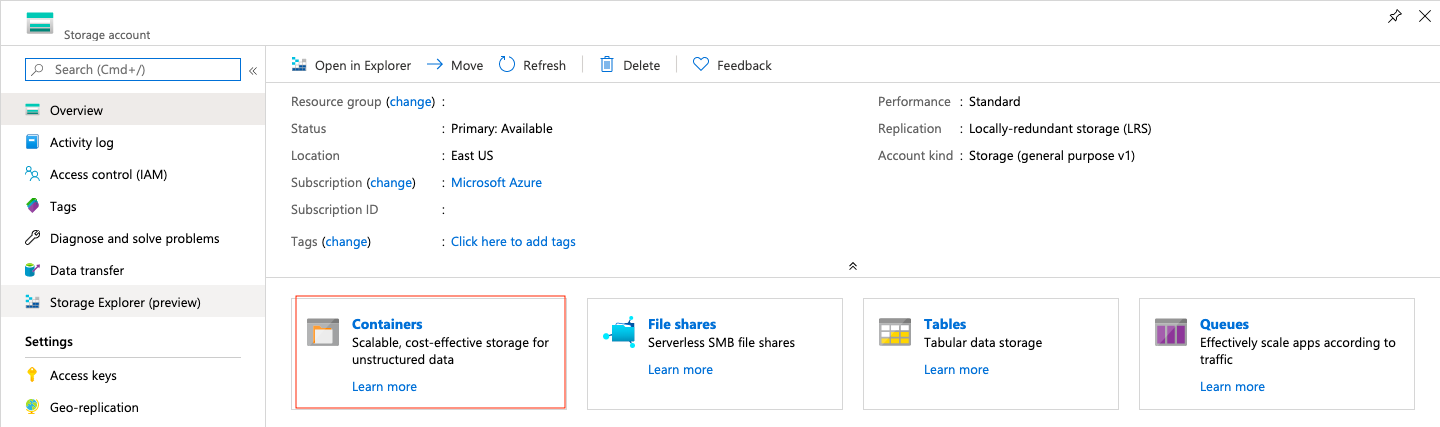 Storage account
Search (Cmd+/)
Overview
Activity log
Access control (IAM)
Tags
Diagnose and solve problems
Data transfer
Storage Explorer (preview)
Settings
Access keys
Geo-replication
Open in Explorer Move Refresh Delete Feedback
Resource group (change) :
Status : Primary: Available
Location : East US
Subscription (change) : Microsoft Azure
Subscription ID :
Tags (change) : Click here to add tags
Performance : Standard
Replication : Locally-redundant storage (LRS)
Account kind : Storage (general purpose v1)
Containers
Scalable, cost-effective storage for
unstructured data
Learn more
File shares
Serverless SMB file shares
Learn more
Tables
Tabular data storage
Learn more
Queues
Effectively scale apps according to
traffic
Learn more